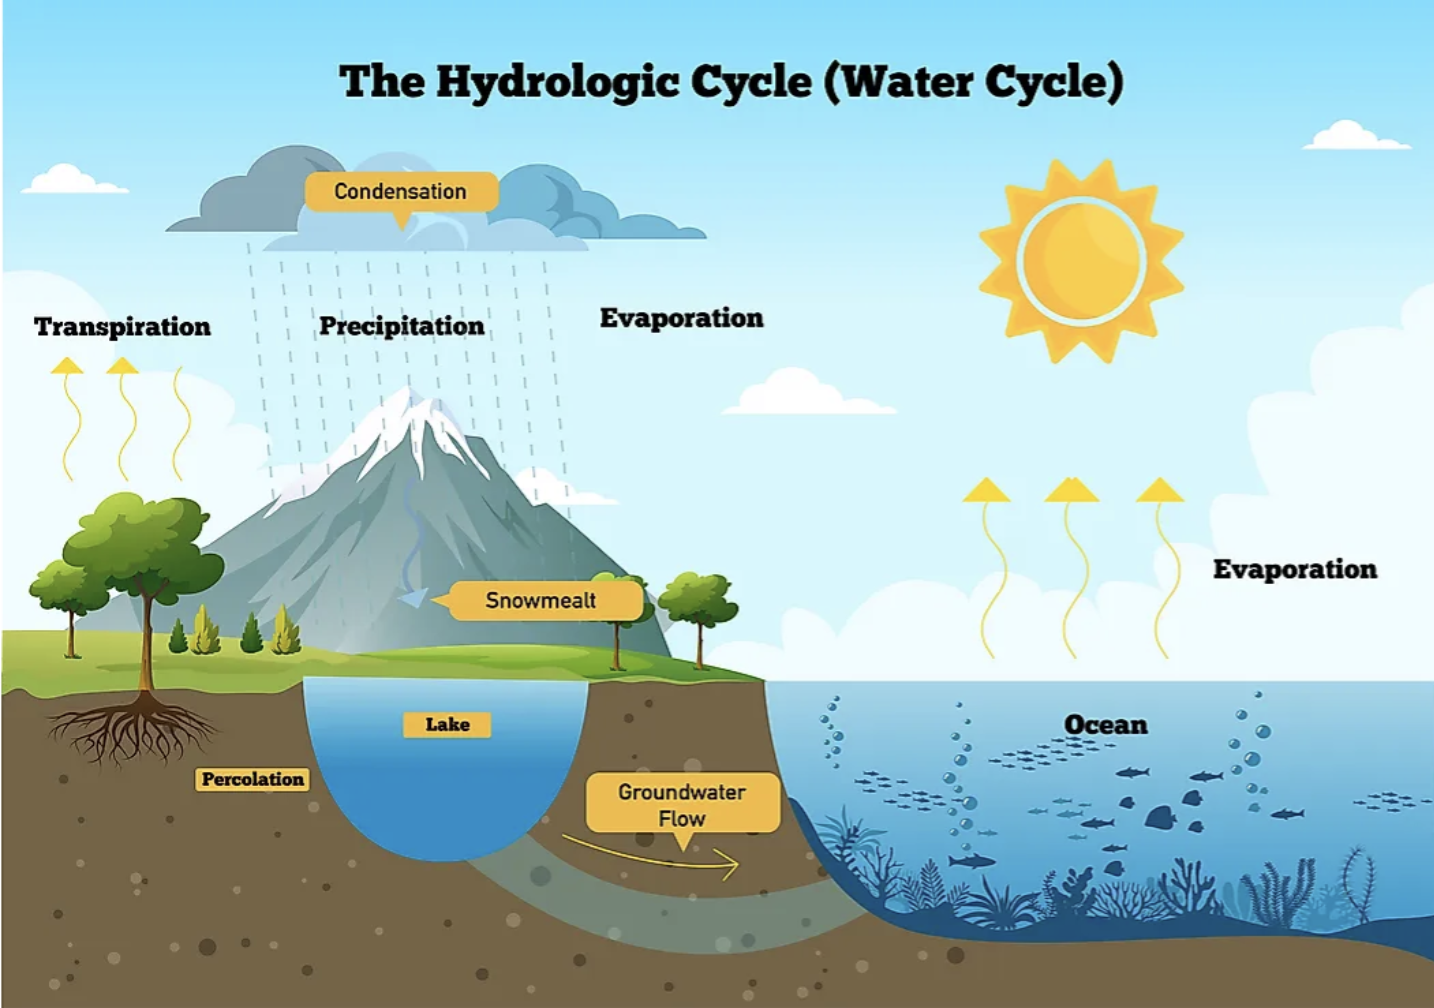 The Hydrologic Cycle (Water Cycle)
Condensation
Transpiration
Precipitation
Evaporation
Evaporation
Snowmealt
Lake
Ocean
Percolation
Groundwater
Flow